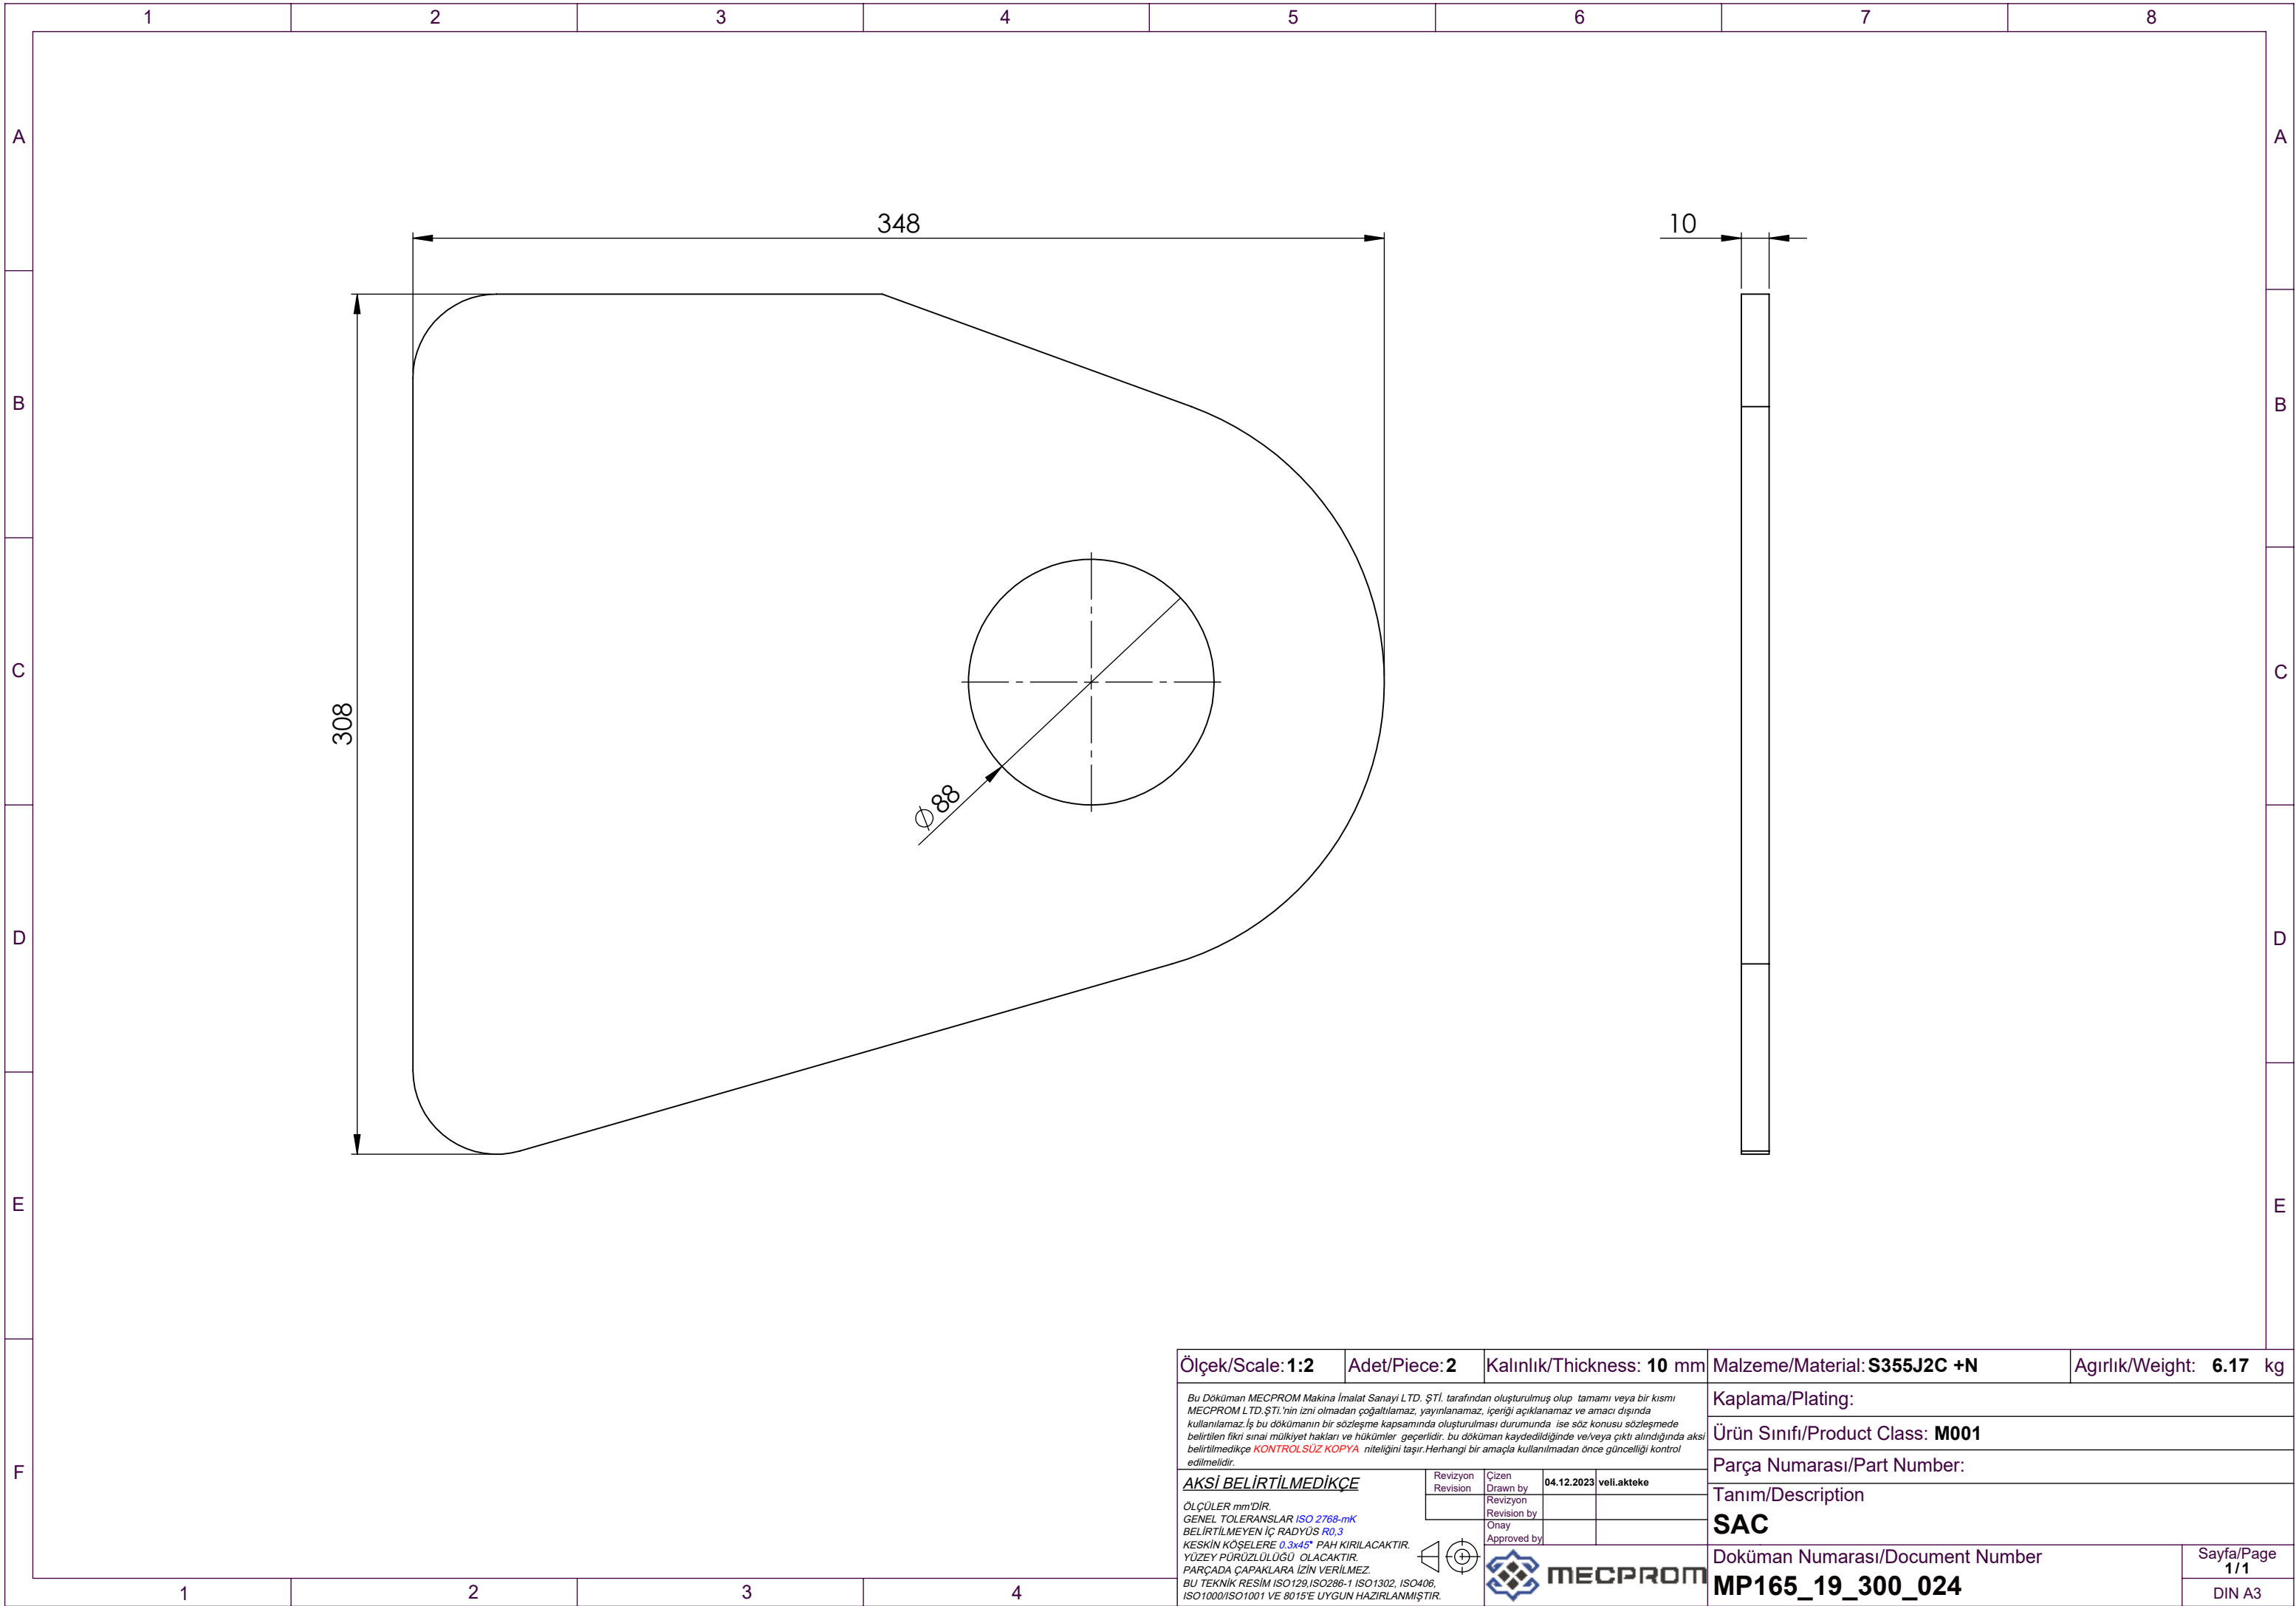 1 2 3 4 5 6 7 8
A A
348 10
B B
C C
308
Ø88
D D
E E
Ölçek/Scale: 1:2 Adet/Piece: 2 Kalınlık/Thickness: 10 mm Malzeme/Material: S355J2C +N Agırlık/Weight: 6.17 kg
Bu Döküman MECPROM Makina İmalat Sanayi LTD. ŞTİ. tarafından oluşturulmuş olup tamamı veya bir kısmı
MECPROM LTD.ŞTi.'nin izni olmadan çoğaltılamaz, yayınlanamaz, içeriği açıklanamaz ve amacı dışında
kullanılamaz.İş bu dökümanın bir sözleşme kapsamında oluşturulması durumunda ise söz konusu sözleşmede
belirtilen fikri sınai mülkiyet hakları ve hükümler geçerlidir. bu döküman kaydedildiğinde ve/veya çıktı alındığında aksi
belirtilmedikçe KONTROLSÜZ KOPYA niteliğini taşır.Herhangi bir amaçla kullanılmadan önce güncelliği kontrol
edilmelidir.
Kaplama/Plating:
Ürün Sınıfı/Product Class: M001
Parça Numarası/Part Number:
F
AKSİ BELİRTİLMEDİKÇE
ÖLÇÜLER mm'DİR.
GENEL TOLERANSLAR ISO 2768-mK
BELİRTİLMEYEN İÇ RADYÜS R0,3
KESKİN KÖŞELERE 0.3x45° PAH KIRILACAKTIR.
YÜZEY PÜRÜZLÜLÜĞÜ OLACAKTIR.
PARÇADA ÇAPAKLARA İZİN VERİLMEZ.
BU TEKNİK RESİM ISO129,ISO286-1 ISO1302, ISO406,
ISO1000/ISO1001 VE 8015'E UYGUN HAZIRLANMIŞTIR.
Revizyon
Revision
Çizen
Drawn by
04.12.2023 veli.akteke
Revizyon
Revision by
Onay
Approved by
MECPROM
Tanım/Description
SAC
Doküman Numarası/Document Number
MP165_19_300_024
Sayfa/Page
1/1
DIN A3
1 2 3 4